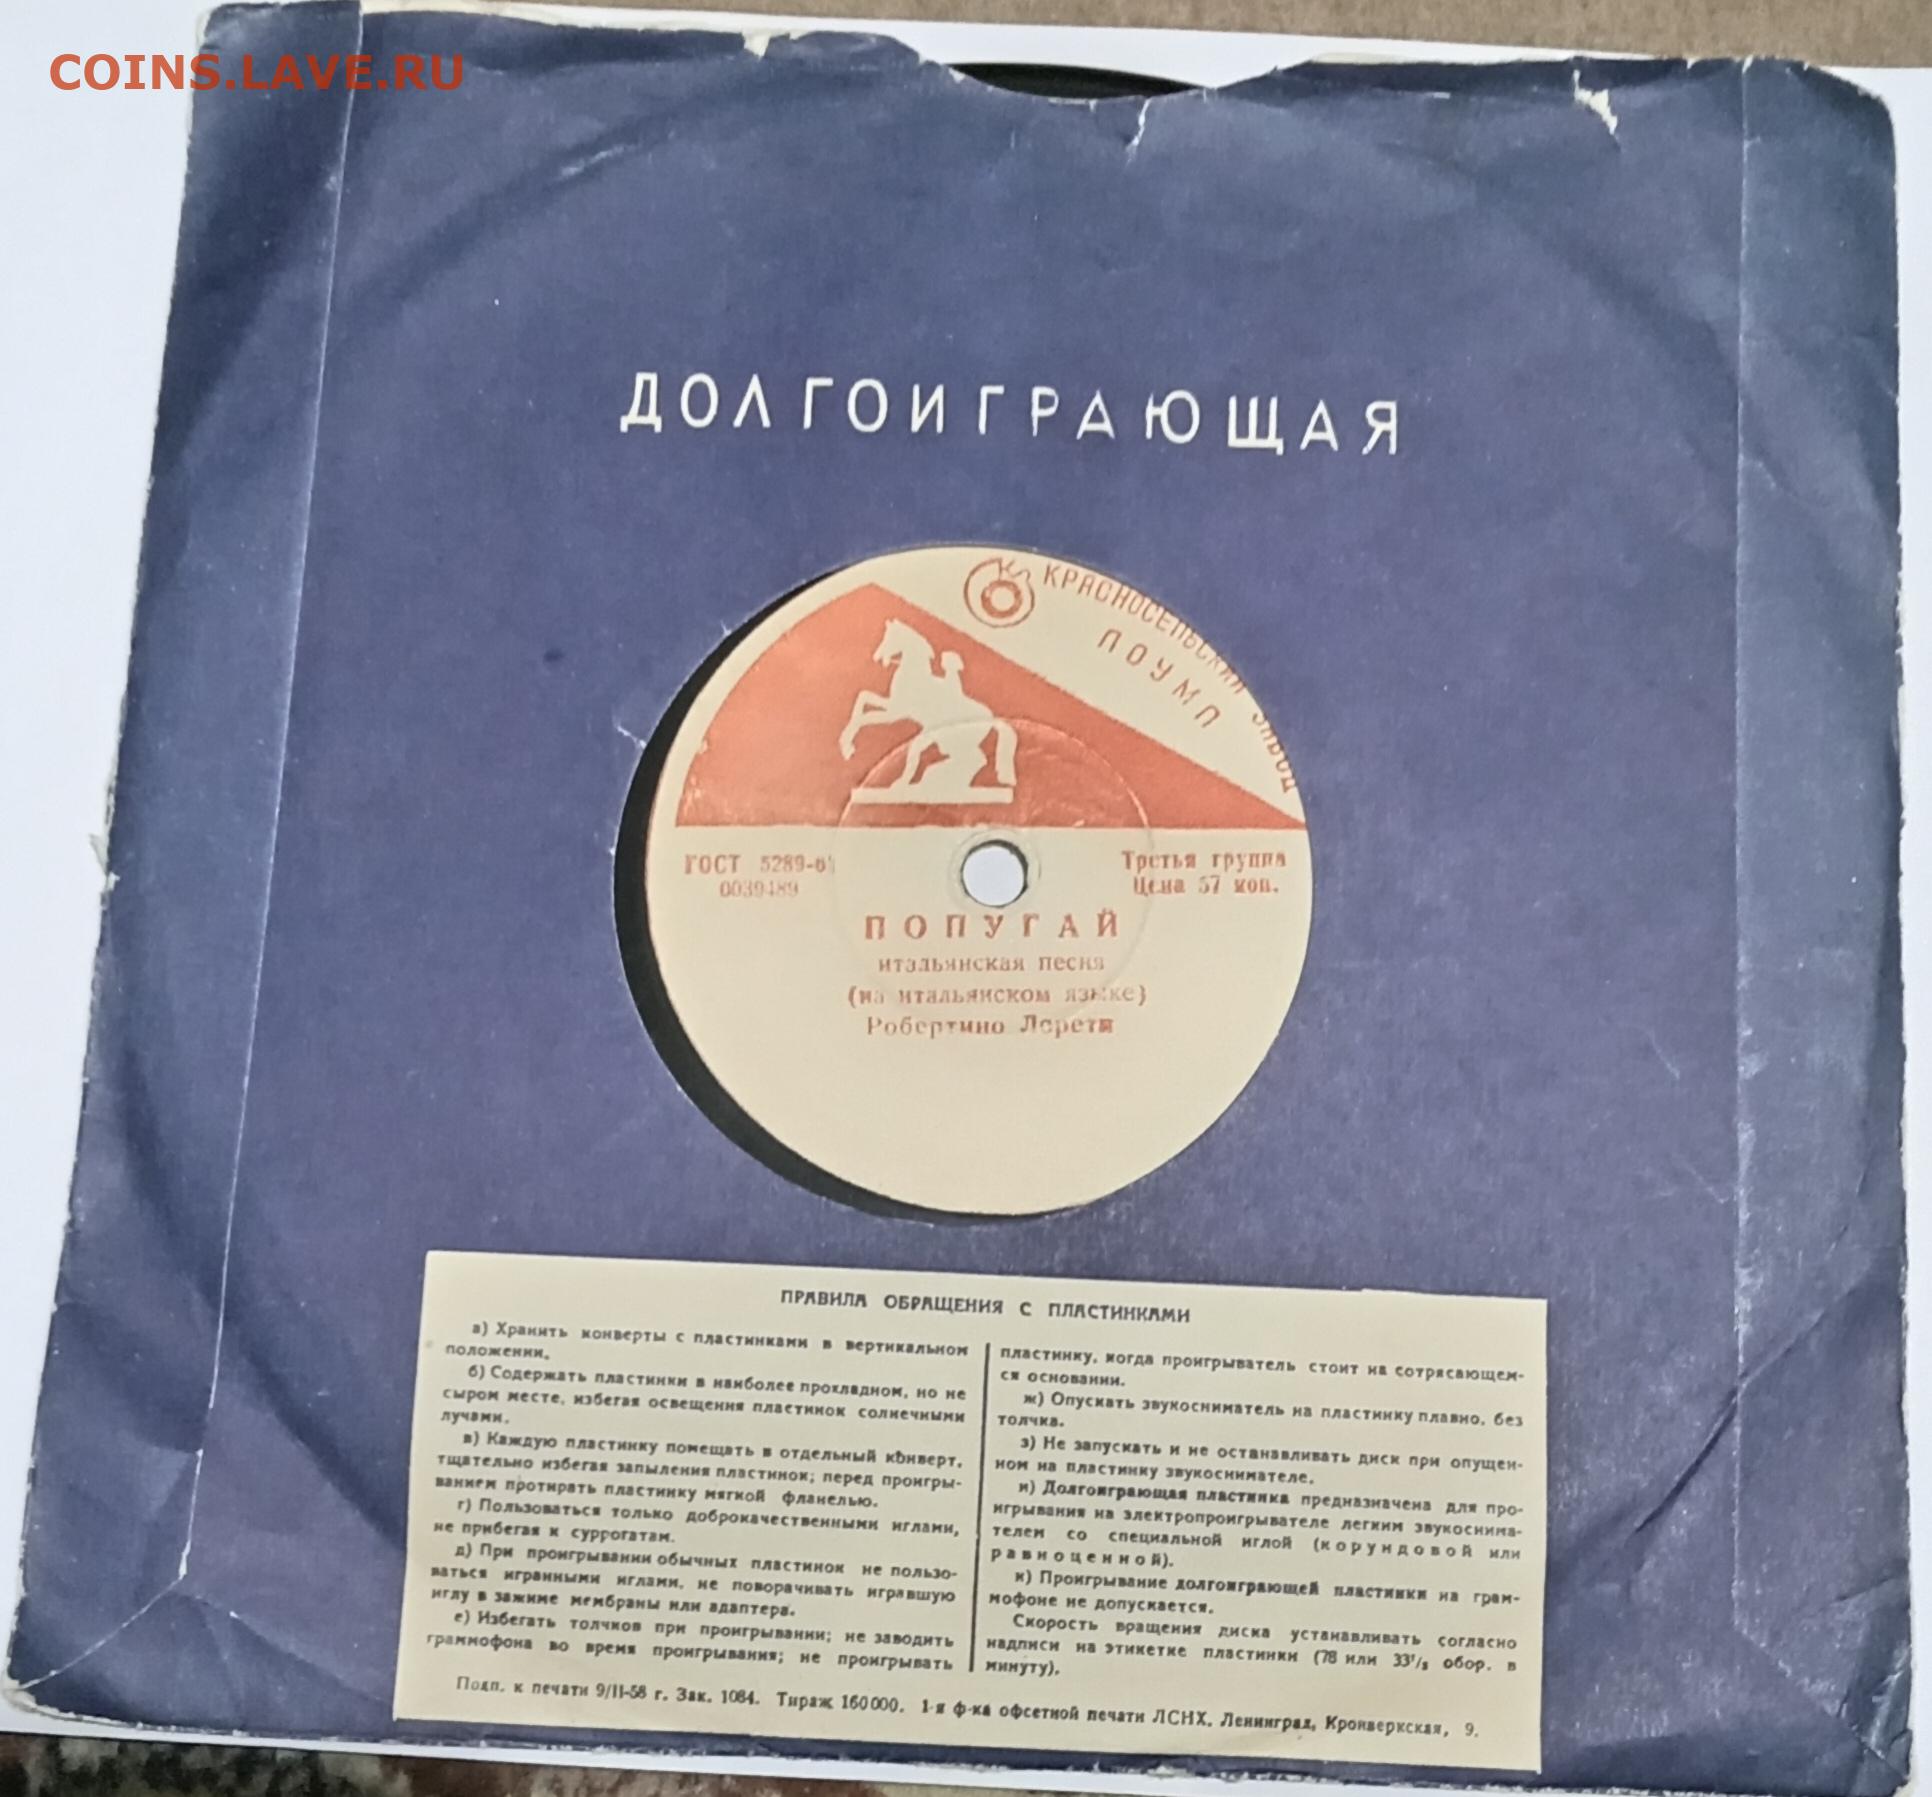 COINS.LAVE.RU
ДОЛГОИГРАЮЩАЯ
КРАСНОСЕЛЬСКИЙ ЗАВОД
ПОУМП
ГОСТ 5289-61
0039489
Третья группа
Цена 57 коп.
ПОПУГАЙ
итальянская песня
(на итальянском языке)
Робертино Лорети
ПРАВИЛА ОБРАЩЕНИЯ С ПЛАСТИНКАМИ
а) Хранить конверты с пластинками в вертикальном
положении.
б) Содержать пластинки в наиболее прохладном, но не
сыром месте, избегая освещения пластинок солнечными
лучами.
в) Каждую пластинку помещать в отдельный конверт,
тщательно избегая запыления пластинок; перед проигры-
ванием протирать пластинку мягкой фланелью.
г) Пользоваться только доброкачественными иглами,
не прибегая к суррогатам.
д) При проигрывании обычных пластинок не пользо-
ваться игранными иглами, не поворачивать игравшую
иглу в зажиме мембраны или адаптера.
е) Избегать толчков при проигрывании; не заводить
граммофона во время проигрывания; не проигрывать
пластинку, когда проигрыватель стоит на сотрясающем-
ся основании.
ж) Опускать звукосниматель на пластинку плавно, без
толчка.
з) Не запускать и не останавливать диск при опущен-
ном на пластинку звукоснимателе.
и) Долгоиграющая пластинка предназначена для про-
игрывания на электропроигрывателе легким звукоснима-
телем со специальной иглой (корундовой или
равноценной).
к) Проигрывание долгоиграющей пластинки на грам-
мофоне не допускается.
Скорость вращения диска устанавливать согласно
надписи на этикетке пластинки (78 или 33¹/₃ обор. в
минуту).
Подп. к печати 9/II-58 г. Зак. 1084. Тираж 160000. 1-я ф-ка офсетной печати ЛСНХ. Ленинград, Кронверкская, 9.